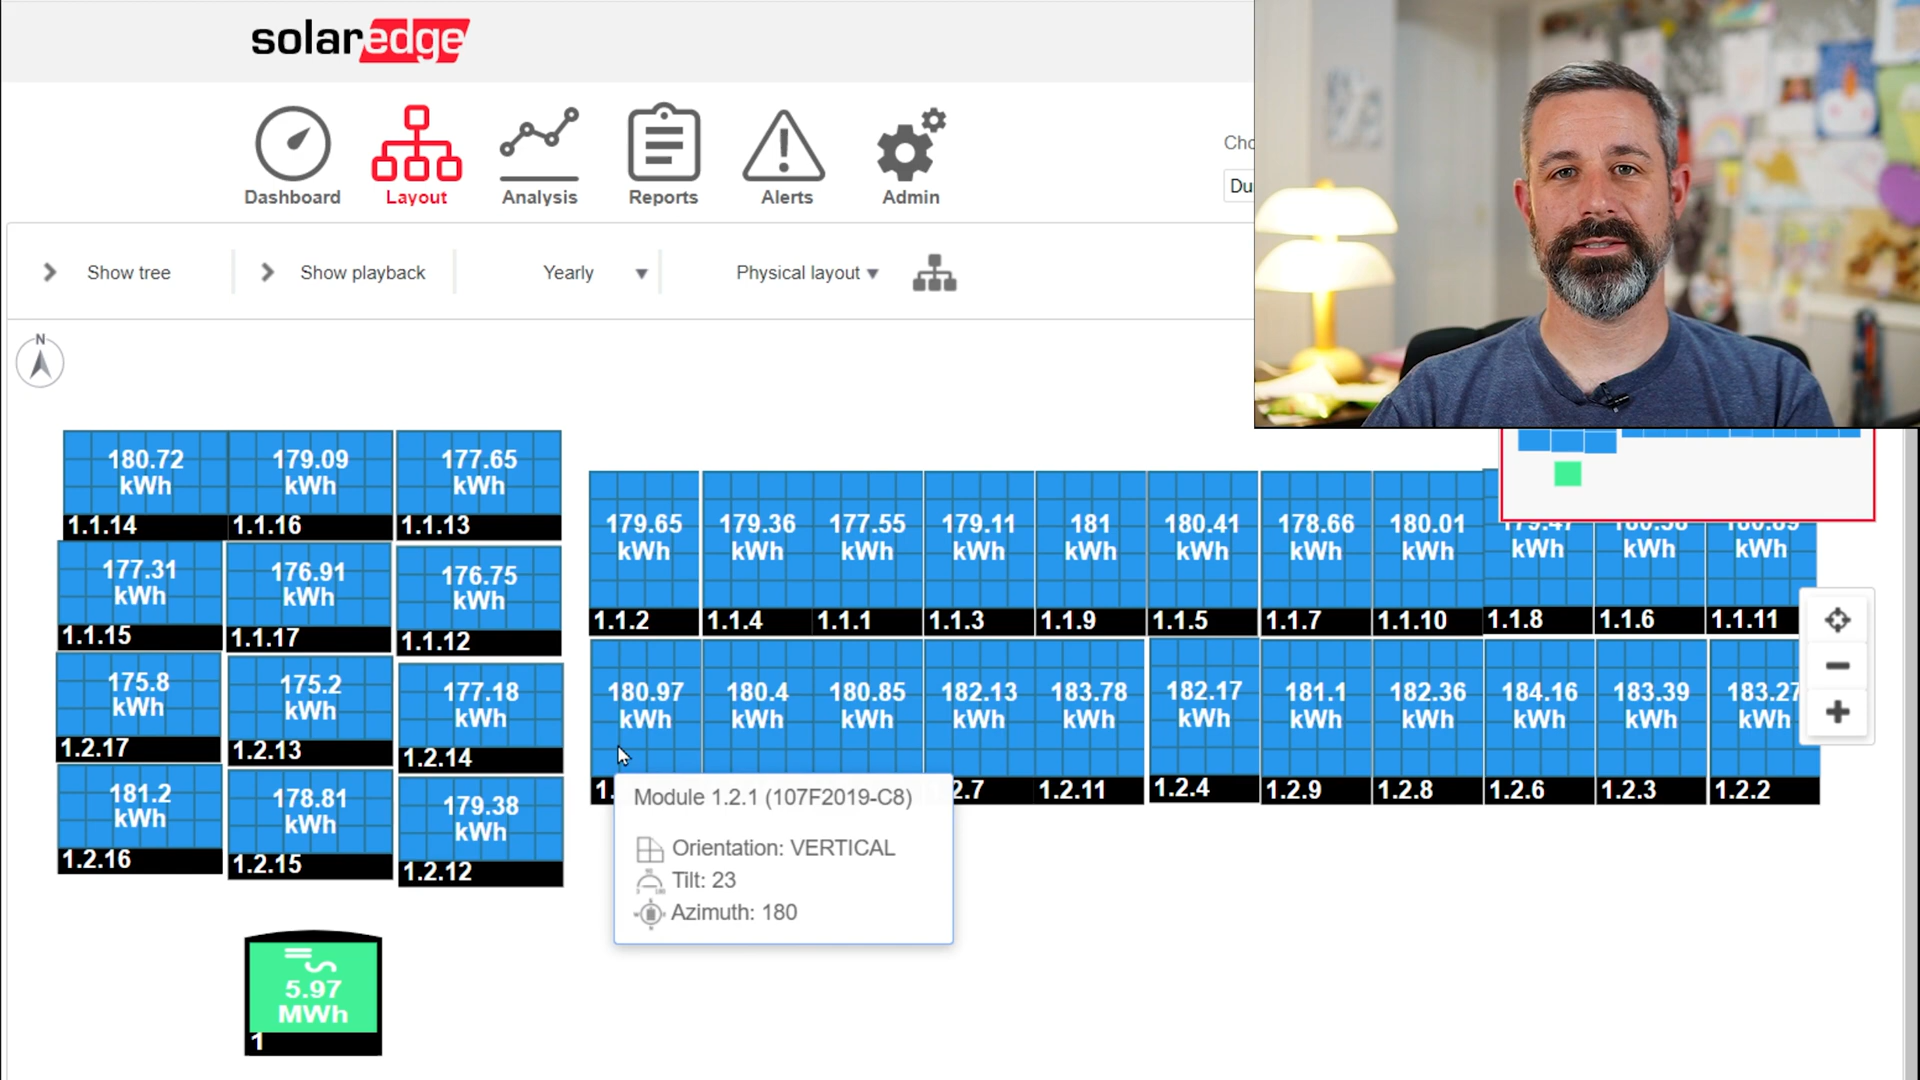 solaredge
Dashboard
Layout
Analysis
Reports
Alerts
Admin
Cho
Du
Show tree
Show playback
Yearly
Physical layout
N
180.72
kWh
1.1.14
179.09
kWh
1.1.16
177.65
kWh
1.1.13
177.31
kWh
1.1.15
176.91
kWh
1.1.17
176.75
kWh
1.1.12
175.8
kWh
1.2.17
175.2
kWh
1.2.13
177.18
kWh
1.2.14
181.2
kWh
1.2.16
178.81
kWh
1.2.15
179.38
kWh
1.2.12
179.65
kWh
1.1.2
179.36
kWh
1.1.4
177.55
kWh
1.1.1
179.11
kWh
1.1.3
181
kWh
1.1.9
180.41
kWh
1.1.5
178.66
kWh
1.1.7
180.01
kWh
1.1.10
kWh
1.1.8
kWh
1.1.6
kWh
1.1.11
180.97
kWh
1.
180.4
kWh
180.85
kWh
182.13
kWh
2.7
183.78
kWh
1.2.11
182.17
kWh
1.2.4
181.1
kWh
1.2.9
182.36
kWh
1.2.8
184.16
kWh
1.2.6
183.39
kWh
1.2.3
183.27
kWh
1.2.2
Module 1.2.1 (107F2019-C8)
Orientation: VERTICAL
Tilt: 23
Azimuth: 180
5.97
MWh
1